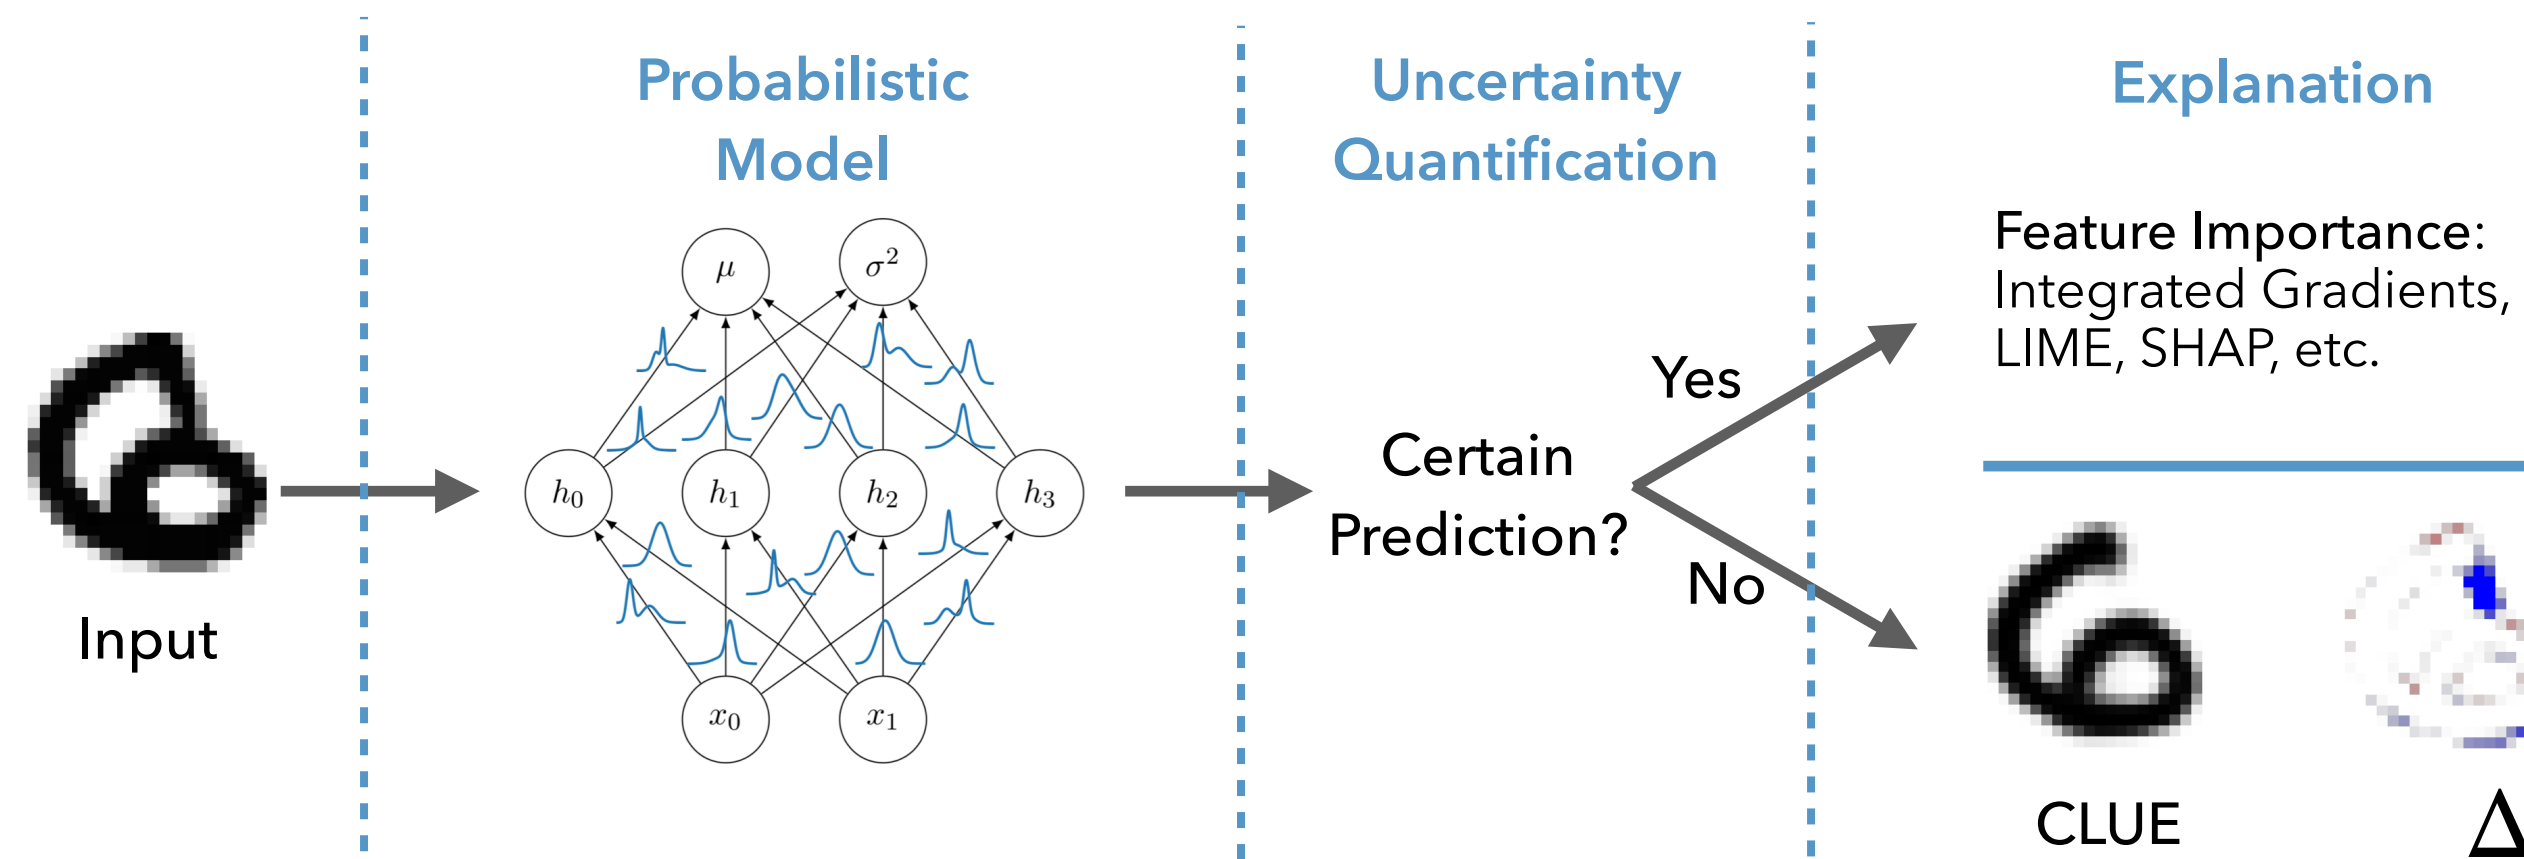 Probabilistic
Model
Uncertainty
Quantification
Explanation
Input
μ
σ²
h₀
h₁
h₂
h₃
x₀
x₁
Certain
Prediction?
Yes
No
Feature Importance:
Integrated Gradients,
LIME, SHAP, etc.
CLUE
Δ